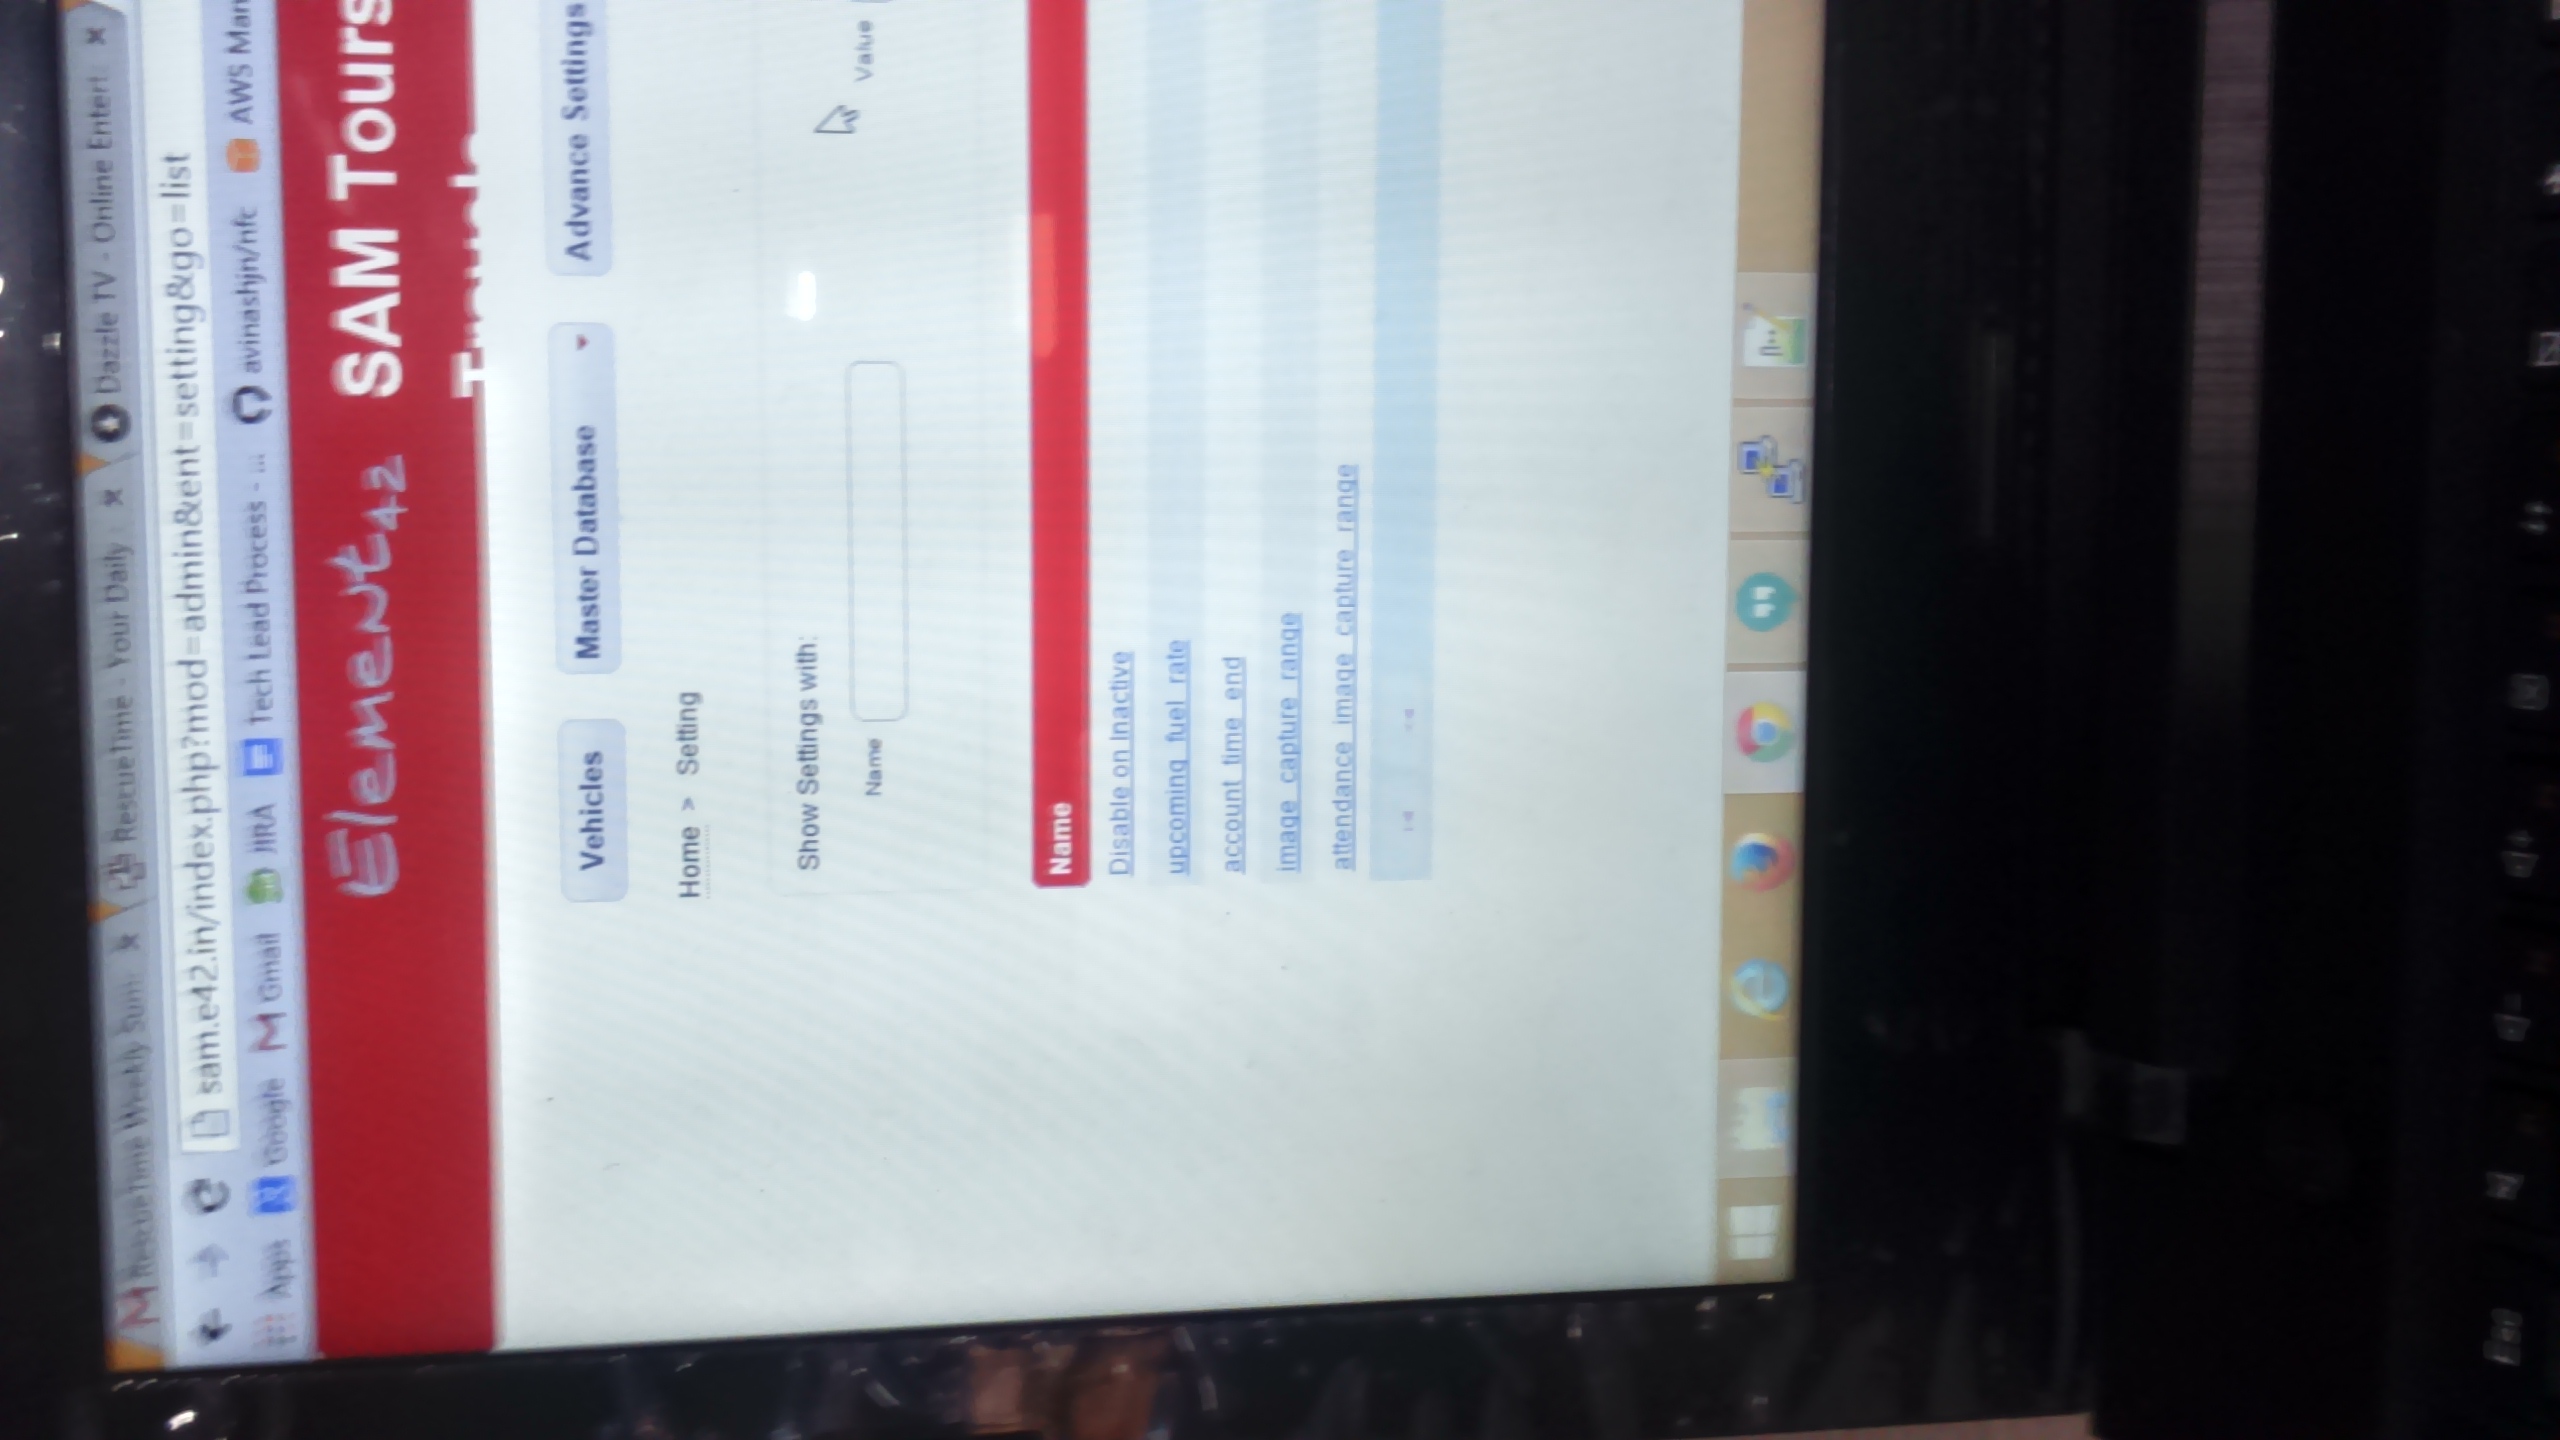 RescueTime Weekly Sum
RescueTime - Your Daily
Dazzle TV - Online Entert
sam.e42.in/index.php?mod=admin&ent=setting&go=list
Apps
Google
Gmail
JIRA
Tech Lead Process - ...
avinashjn/nfc
AWS Man
Element42
SAM Tours
Travels
Vehicles
Master Database
Advance Settings
Home > Setting
Show Settings with:
Name
Value
Name
Disable on Inactive
upcoming_fuel_rate
account_time_end
image_capture_range
attendance_image_capture_range
Esc